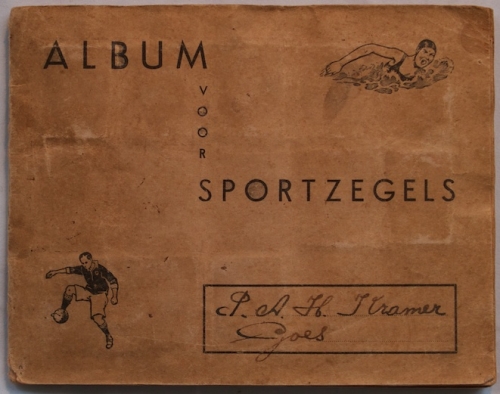 ALBUM
VOOR
SPORTZEGELS
P. A. H. Kramer
Goes